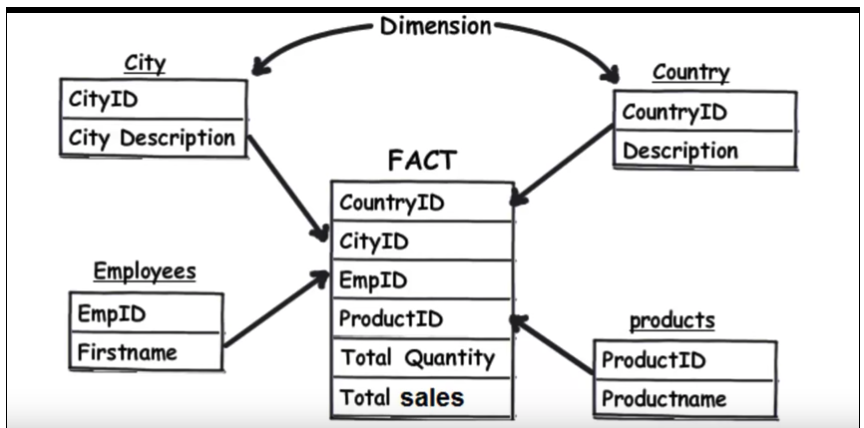 Dimension
City
CityID
City Description
Country
CountryID
Description
FACT
CountryID
CityID
EmpID
ProductID
Total Quantity
Total sales
Employees
EmpID
Firstname
products
ProductID
Productname